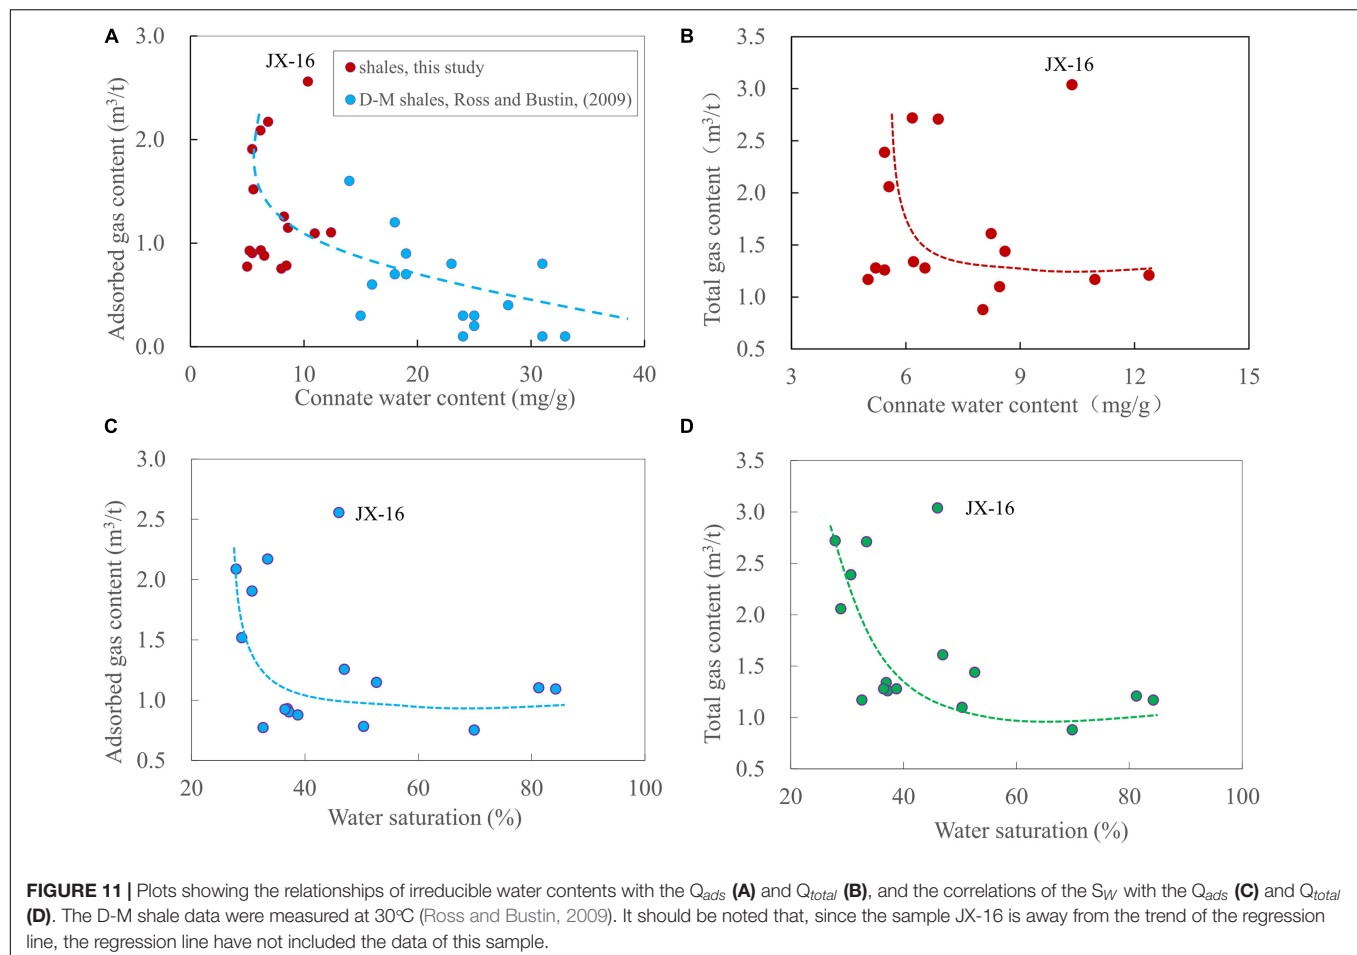 A
3.0
2.0
1.0
0.0
Adsorbed gas content (m³/t)
JX-16
shales, this study
D-M shales, Ross and Bustin, (2009)
0 10 20 30 40
Connate water content (mg/g)
B
3.5
3.0
2.5
2.0
1.5
1.0
0.5
Total gas content（m³/t）
JX-16
3 6 9 12 15
Connate water content（mg/g）
C
3.0
2.5
2.0
1.5
1.0
0.5
Adsorbed gas content (m³/t)
JX-16
20 40 60 80 100
Water saturation (%)
D
3.5
3.0
2.5
2.0
1.5
1.0
0.5
Total gas content (m³/t)
JX-16
20 40 60 80 100
Water saturation (%)
FIGURE 11 | Plots showing the relationships of irreducible water contents with the Qads (A) and Qtotal (B), and the correlations of the SW with the Qads (C) and Qtotal
(D). The D-M shale data were measured at 30°C (Ross and Bustin, 2009). It should be noted that, since the sample JX-16 is away from the trend of the regression
line, the regression line have not included the data of this sample.